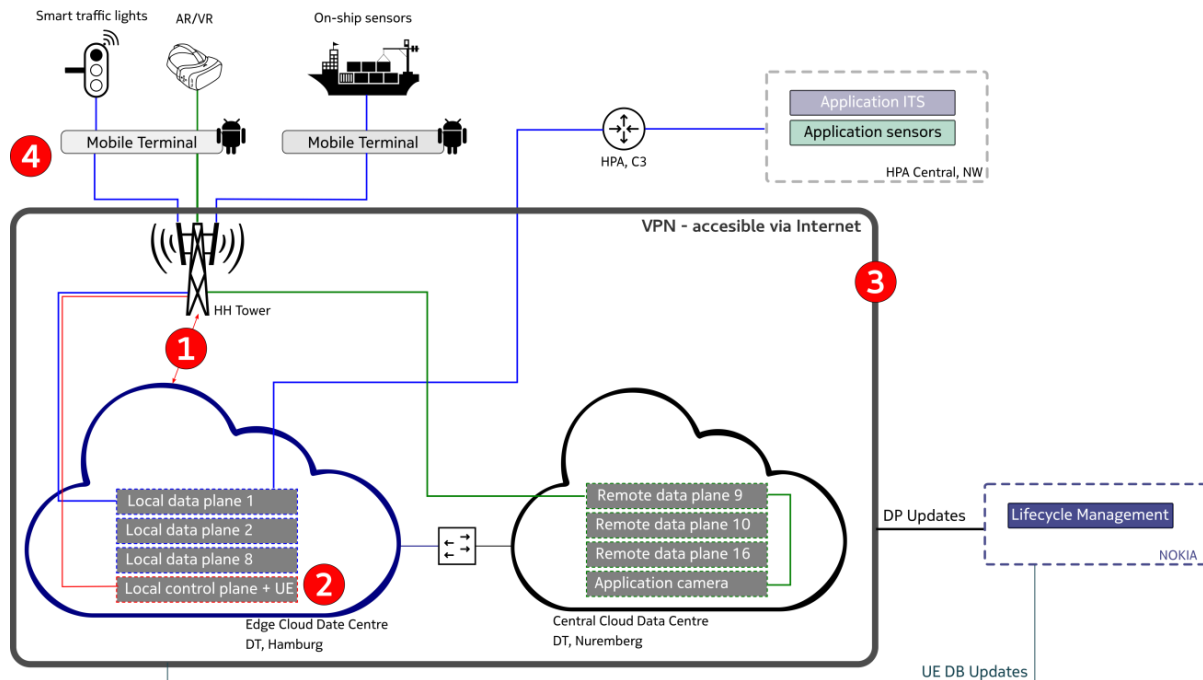 Smart traffic lights
AR/VR
On-ship sensors
Mobile Terminal
Mobile Terminal
4
HPA, C3
Application ITS
Application sensors
HPA Central, NW
VPN - accesible via Internet
3
HH Tower
1
Local data plane 1
Local data plane 2
Local data plane 8
Local control plane + UE
2
Edge Cloud Date Centre
DT, Hamburg
Remote data plane 9
Remote data plane 10
Remote data plane 16
Application camera
Central Cloud Data Centre
DT, Nuremberg
DP Updates
Lifecycle Management
NOKIA
UE DB Updates